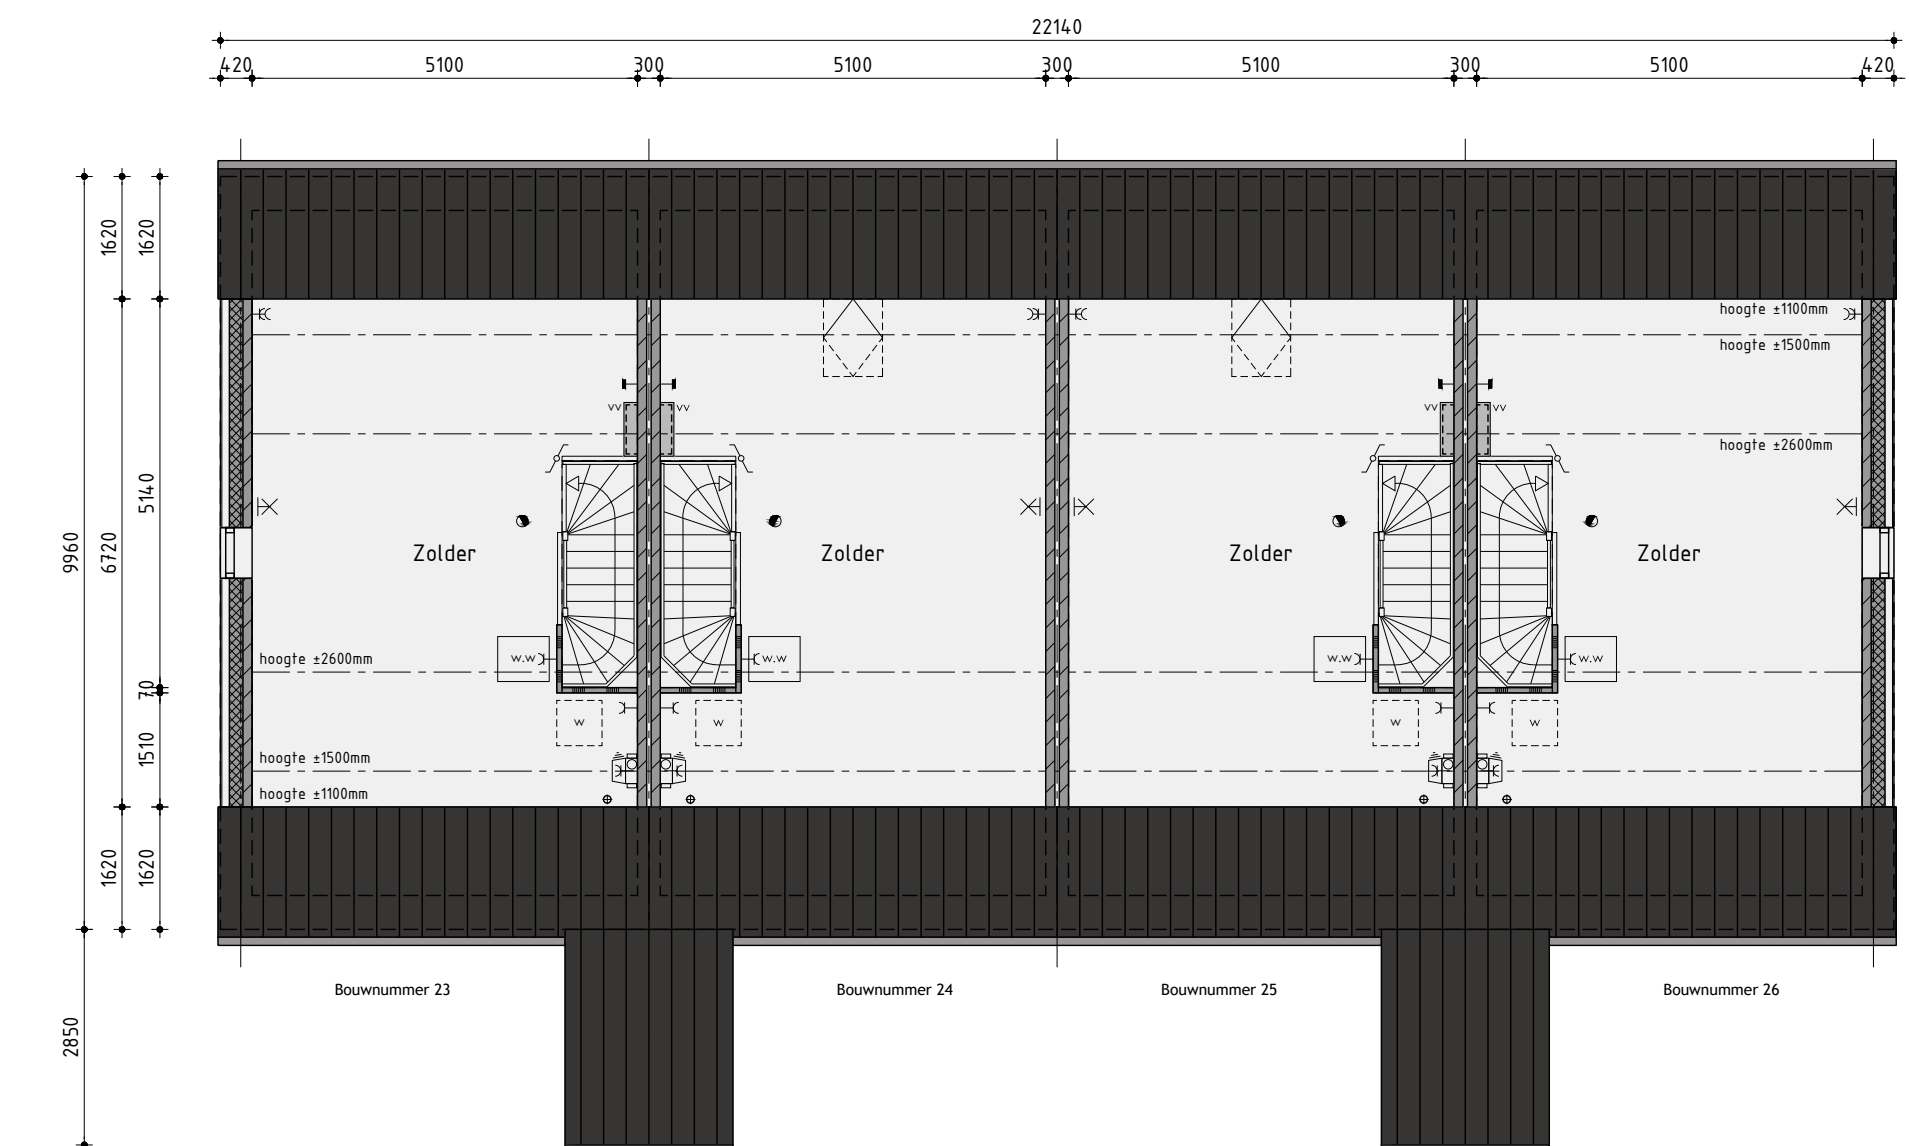 22140
420 5100 300 5100 300 5100 300 5100 420
1620 1620
hoogte ±1100mm
hoogte ±1500mm
vv vv vv vv
hoogte ±2600mm
9960 6720 5140
Zolder Zolder Zolder Zolder
hoogte ±2600mm
w.w w.w w.w w.w
70
w w w w
1510
hoogte ±1500mm
hoogte ±1100mm
1620 1620
Bouwnummer 23 Bouwnummer 24 Bouwnummer 25 Bouwnummer 26
2850